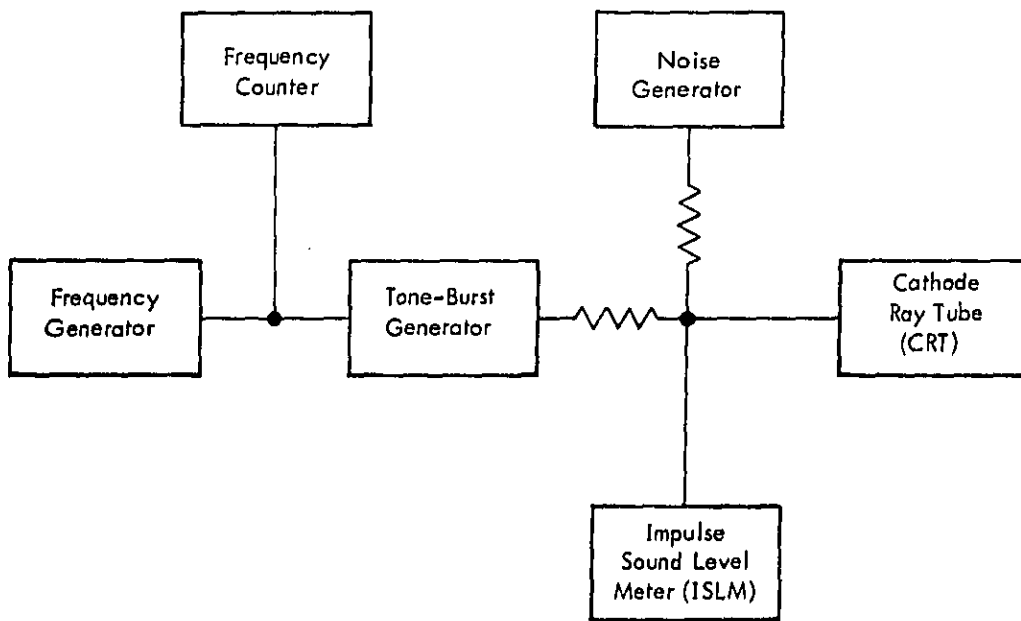 Frequency
Counter
Noise
Generator
Frequency
Generator
Tone-Burst
Generator
Cathode
Ray Tube
(CRT)
Impulse
Sound Level
Meter (ISLM)